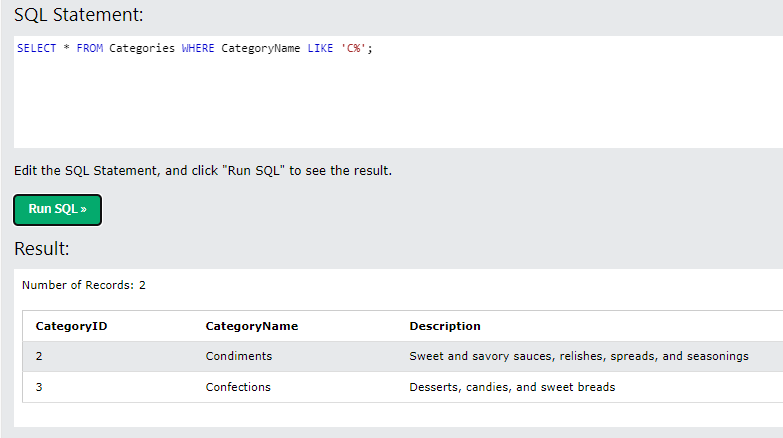 SQL Statement:
SELECT * FROM Categories WHERE CategoryName LIKE 'C%';
Edit the SQL Statement, and click "Run SQL" to see the result.
Run SQL »
Result:
Number of Records: 2
CategoryID CategoryName Description
2 Condiments Sweet and savory sauces, relishes, spreads, and seasonings
3 Confections Desserts, candies, and sweet breads